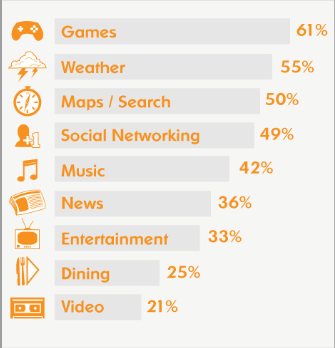 Games 61%
Weather 55%
Maps / Search 50%
+1 Social Networking 49%
Music 42%
News 36%
Entertainment 33%
Dining 25%
Video 21%